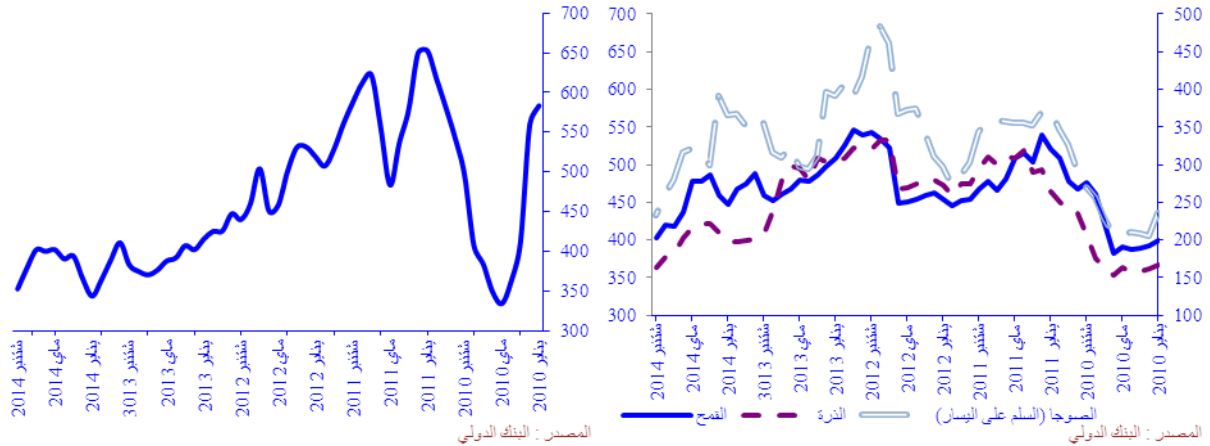 700
650
600
550
500
450
400
350
300
شتنبر 2014
ماي 2014
يناير 2014
شتنبر 3013
ماي 2013
يناير 2013
شتنبر 2012
ماي 2012
يناير 2012
شتنبر 2011
ماي 2011
يناير 2011
شتنبر 2010
ماي 2010
يناير 2010
المصدر : البنك الدولي
700
650
600
550
500
450
400
350
300
500
450
400
350
300
250
200
150
100
شتنبر 2014
ماي 2014
يناير 2014
شتنبر 3013
ماي 2013
يناير 2013
شتنبر 2012
ماي 2012
يناير 2012
شتنبر 2011
ماي 2011
يناير 2011
شتنبر 2010
ماي 2010
يناير 2010
الصوجا (السلم على اليسار)
الذرة
القمح
المصدر : البنك الدولي